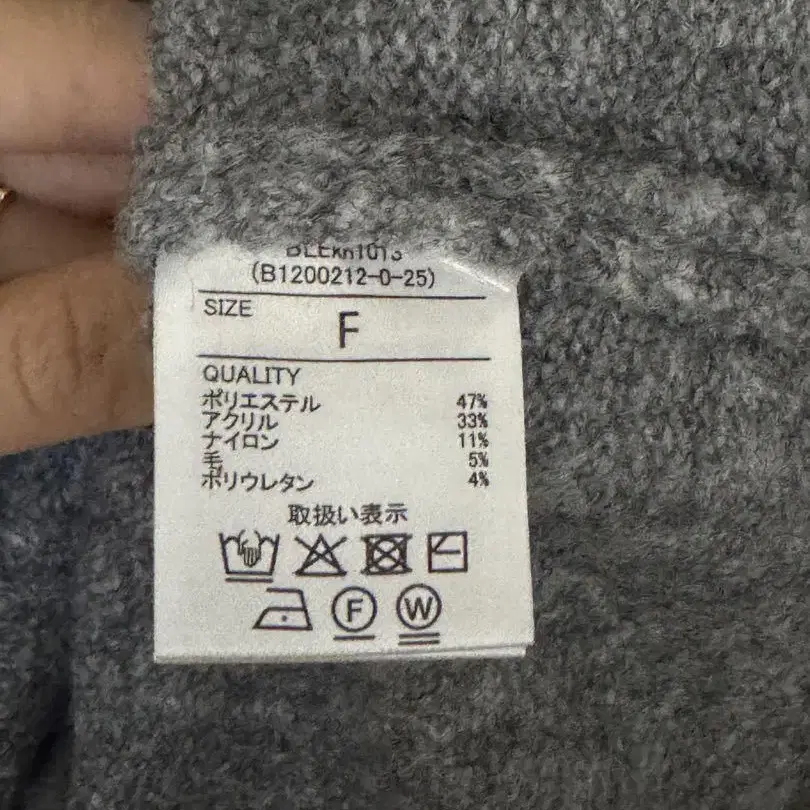 (B1200212-0-25)
SIZE
F
QUALITY
ポリエステル 47%
アクリル 33%
ナイロン 11%
毛 5%
ポリウレタン 4%
取扱い表示
F W